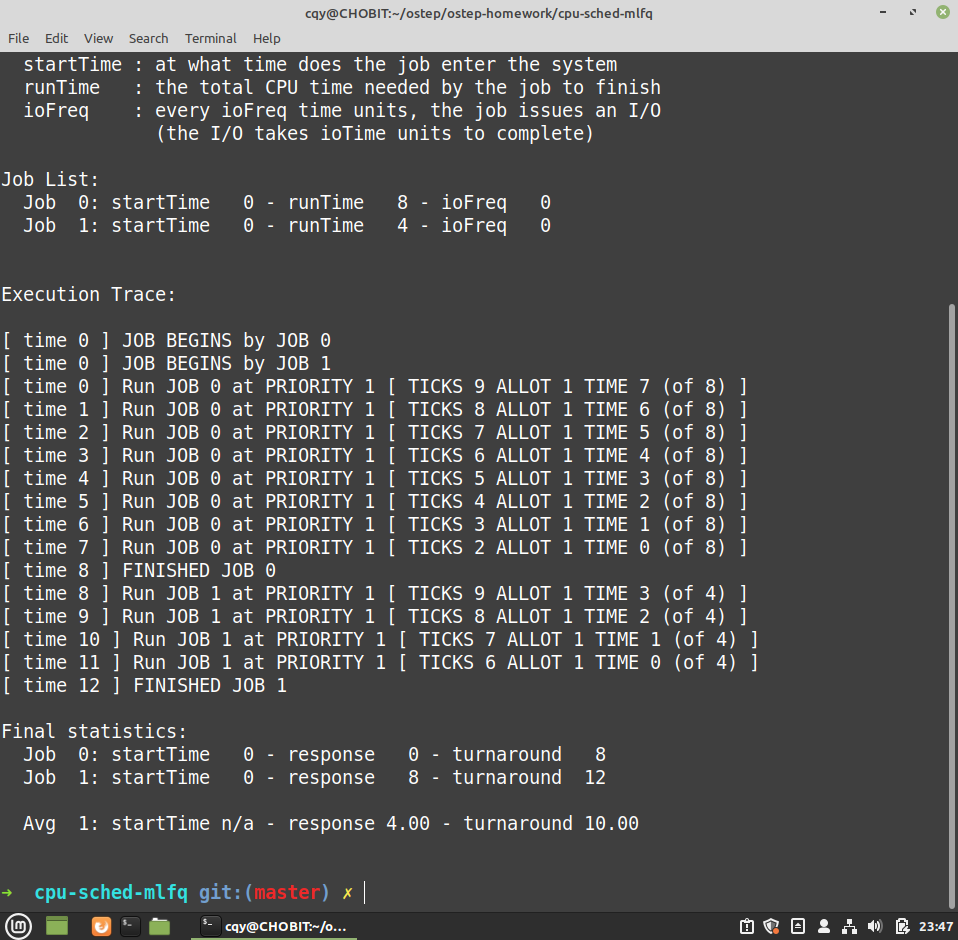 cqy@CHOBIT:~/ostep/ostep-homework/cpu-sched-mlfq
File Edit View Search Terminal Help
startTime : at what time does the job enter the system
runTime : the total CPU time needed by the job to finish
ioFreq : every ioFreq time units, the job issues an I/O
(the I/O takes ioTime units to complete)
Job List:
Job 0: startTime 0 - runTime 8 - ioFreq 0
Job 1: startTime 0 - runTime 4 - ioFreq 0
Execution Trace:
[ time 0 ] JOB BEGINS by JOB 0
[ time 0 ] JOB BEGINS by JOB 1
[ time 0 ] Run JOB 0 at PRIORITY 1 [ TICKS 9 ALLOT 1 TIME 7 (of 8) ]
[ time 1 ] Run JOB 0 at PRIORITY 1 [ TICKS 8 ALLOT 1 TIME 6 (of 8) ]
[ time 2 ] Run JOB 0 at PRIORITY 1 [ TICKS 7 ALLOT 1 TIME 5 (of 8) ]
[ time 3 ] Run JOB 0 at PRIORITY 1 [ TICKS 6 ALLOT 1 TIME 4 (of 8) ]
[ time 4 ] Run JOB 0 at PRIORITY 1 [ TICKS 5 ALLOT 1 TIME 3 (of 8) ]
[ time 5 ] Run JOB 0 at PRIORITY 1 [ TICKS 4 ALLOT 1 TIME 2 (of 8) ]
[ time 6 ] Run JOB 0 at PRIORITY 1 [ TICKS 3 ALLOT 1 TIME 1 (of 8) ]
[ time 7 ] Run JOB 0 at PRIORITY 1 [ TICKS 2 ALLOT 1 TIME 0 (of 8) ]
[ time 8 ] FINISHED JOB 0
[ time 8 ] Run JOB 1 at PRIORITY 1 [ TICKS 9 ALLOT 1 TIME 3 (of 4) ]
[ time 9 ] Run JOB 1 at PRIORITY 1 [ TICKS 8 ALLOT 1 TIME 2 (of 4) ]
[ time 10 ] Run JOB 1 at PRIORITY 1 [ TICKS 7 ALLOT 1 TIME 1 (of 4) ]
[ time 11 ] Run JOB 1 at PRIORITY 1 [ TICKS 6 ALLOT 1 TIME 0 (of 4) ]
[ time 12 ] FINISHED JOB 1
Final statistics:
Job 0: startTime 0 - response 0 - turnaround 8
Job 1: startTime 0 - response 8 - turnaround 12
Avg 1: startTime n/a - response 4.00 - turnaround 10.00
→ cpu-sched-mlfq git:(master) ✗
cqy@CHOBIT:~/o... 23:47